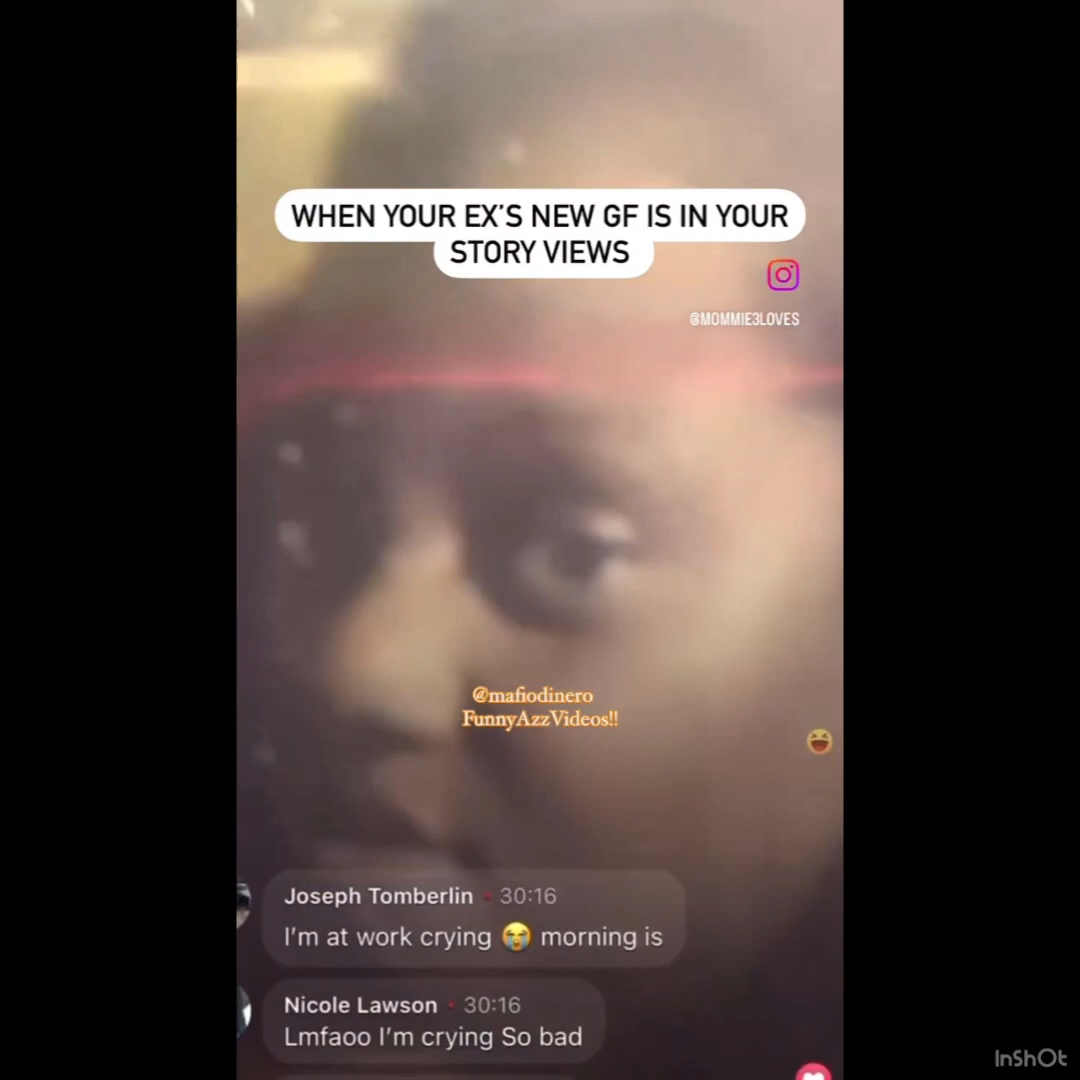 WHEN YOUR EX'S NEW GF IS IN YOUR
STORY VIEWS
@MOMMIE3LOVES
@mafiodinero
FunnyAzzVideos!!
Joseph Tomberlin • 30:16
I'm at work crying 😭 morning is
Nicole Lawson • 30:16
Lmfaoo I'm crying So bad
InShOt